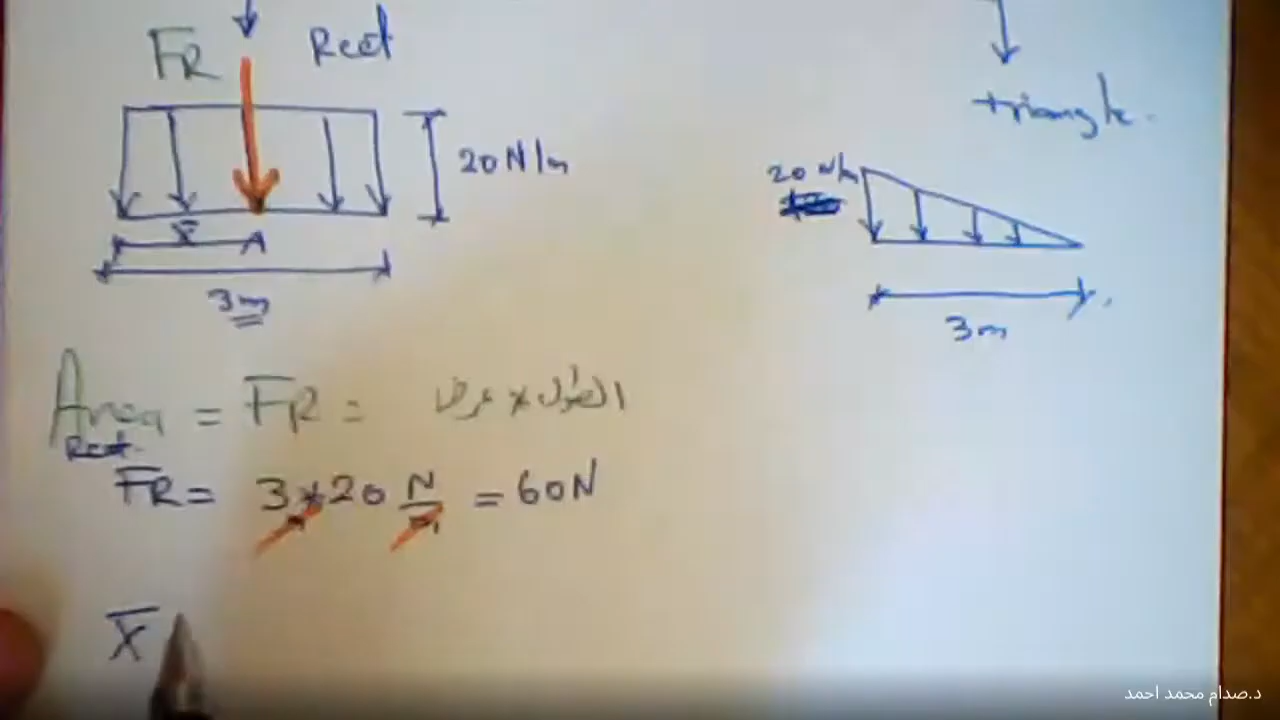 FR Rect
20 N/m
x̄ A
3m
triangle.
20 N/m
3m
Area Rect. = FR = الطول * عرض
FR = 3*20 N/m = 60N
x̄
د.صدام محمد احمد